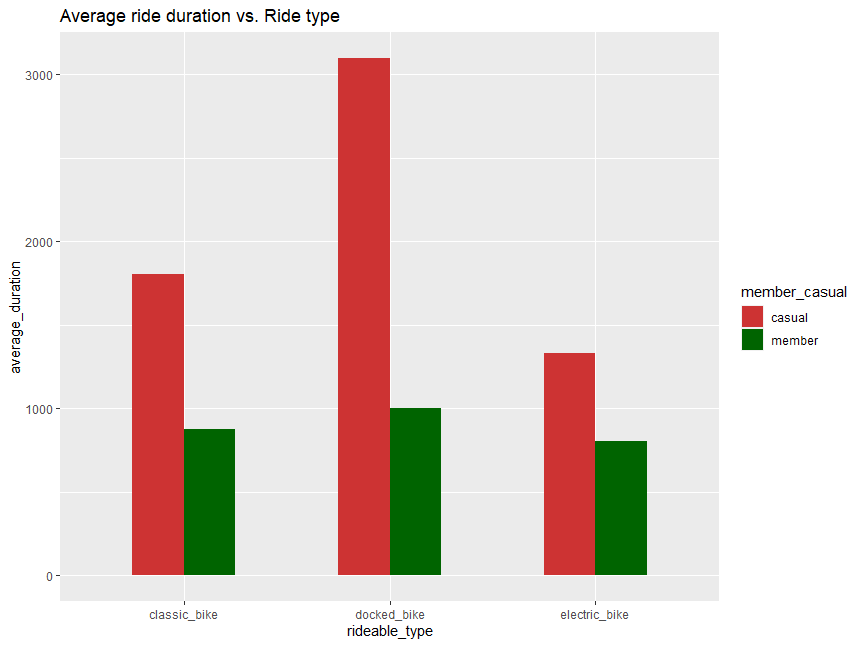 Average ride duration vs. Ride type
average_duration
3000
2000
1000
0
classic_bike
docked_bike
electric_bike
rideable_type
member_casual
casual
member